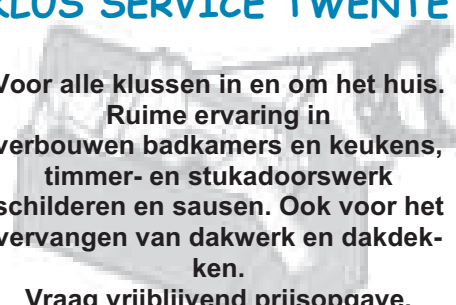 KLUS SERVICE TWENTE
Voor alle klussen in en om het huis.
Ruime ervaring in
verbouwen badkamers en keukens,
timmer- en stukadoorswerk
schilderen en sausen. Ook voor het
vervangen van dakwerk en dakdek-
ken.
Vraag vrijblijvend prijsopgave.